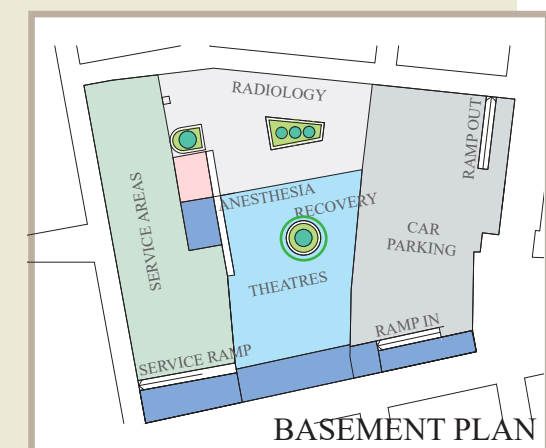 RADIOLOGY
RAMP OUT
SERVICE AREAS
ANESTHESIA
RECOVERY
CAR
PARKING
THEATRES
RAMP IN
SERVICE RAMP
BASEMENT PLAN